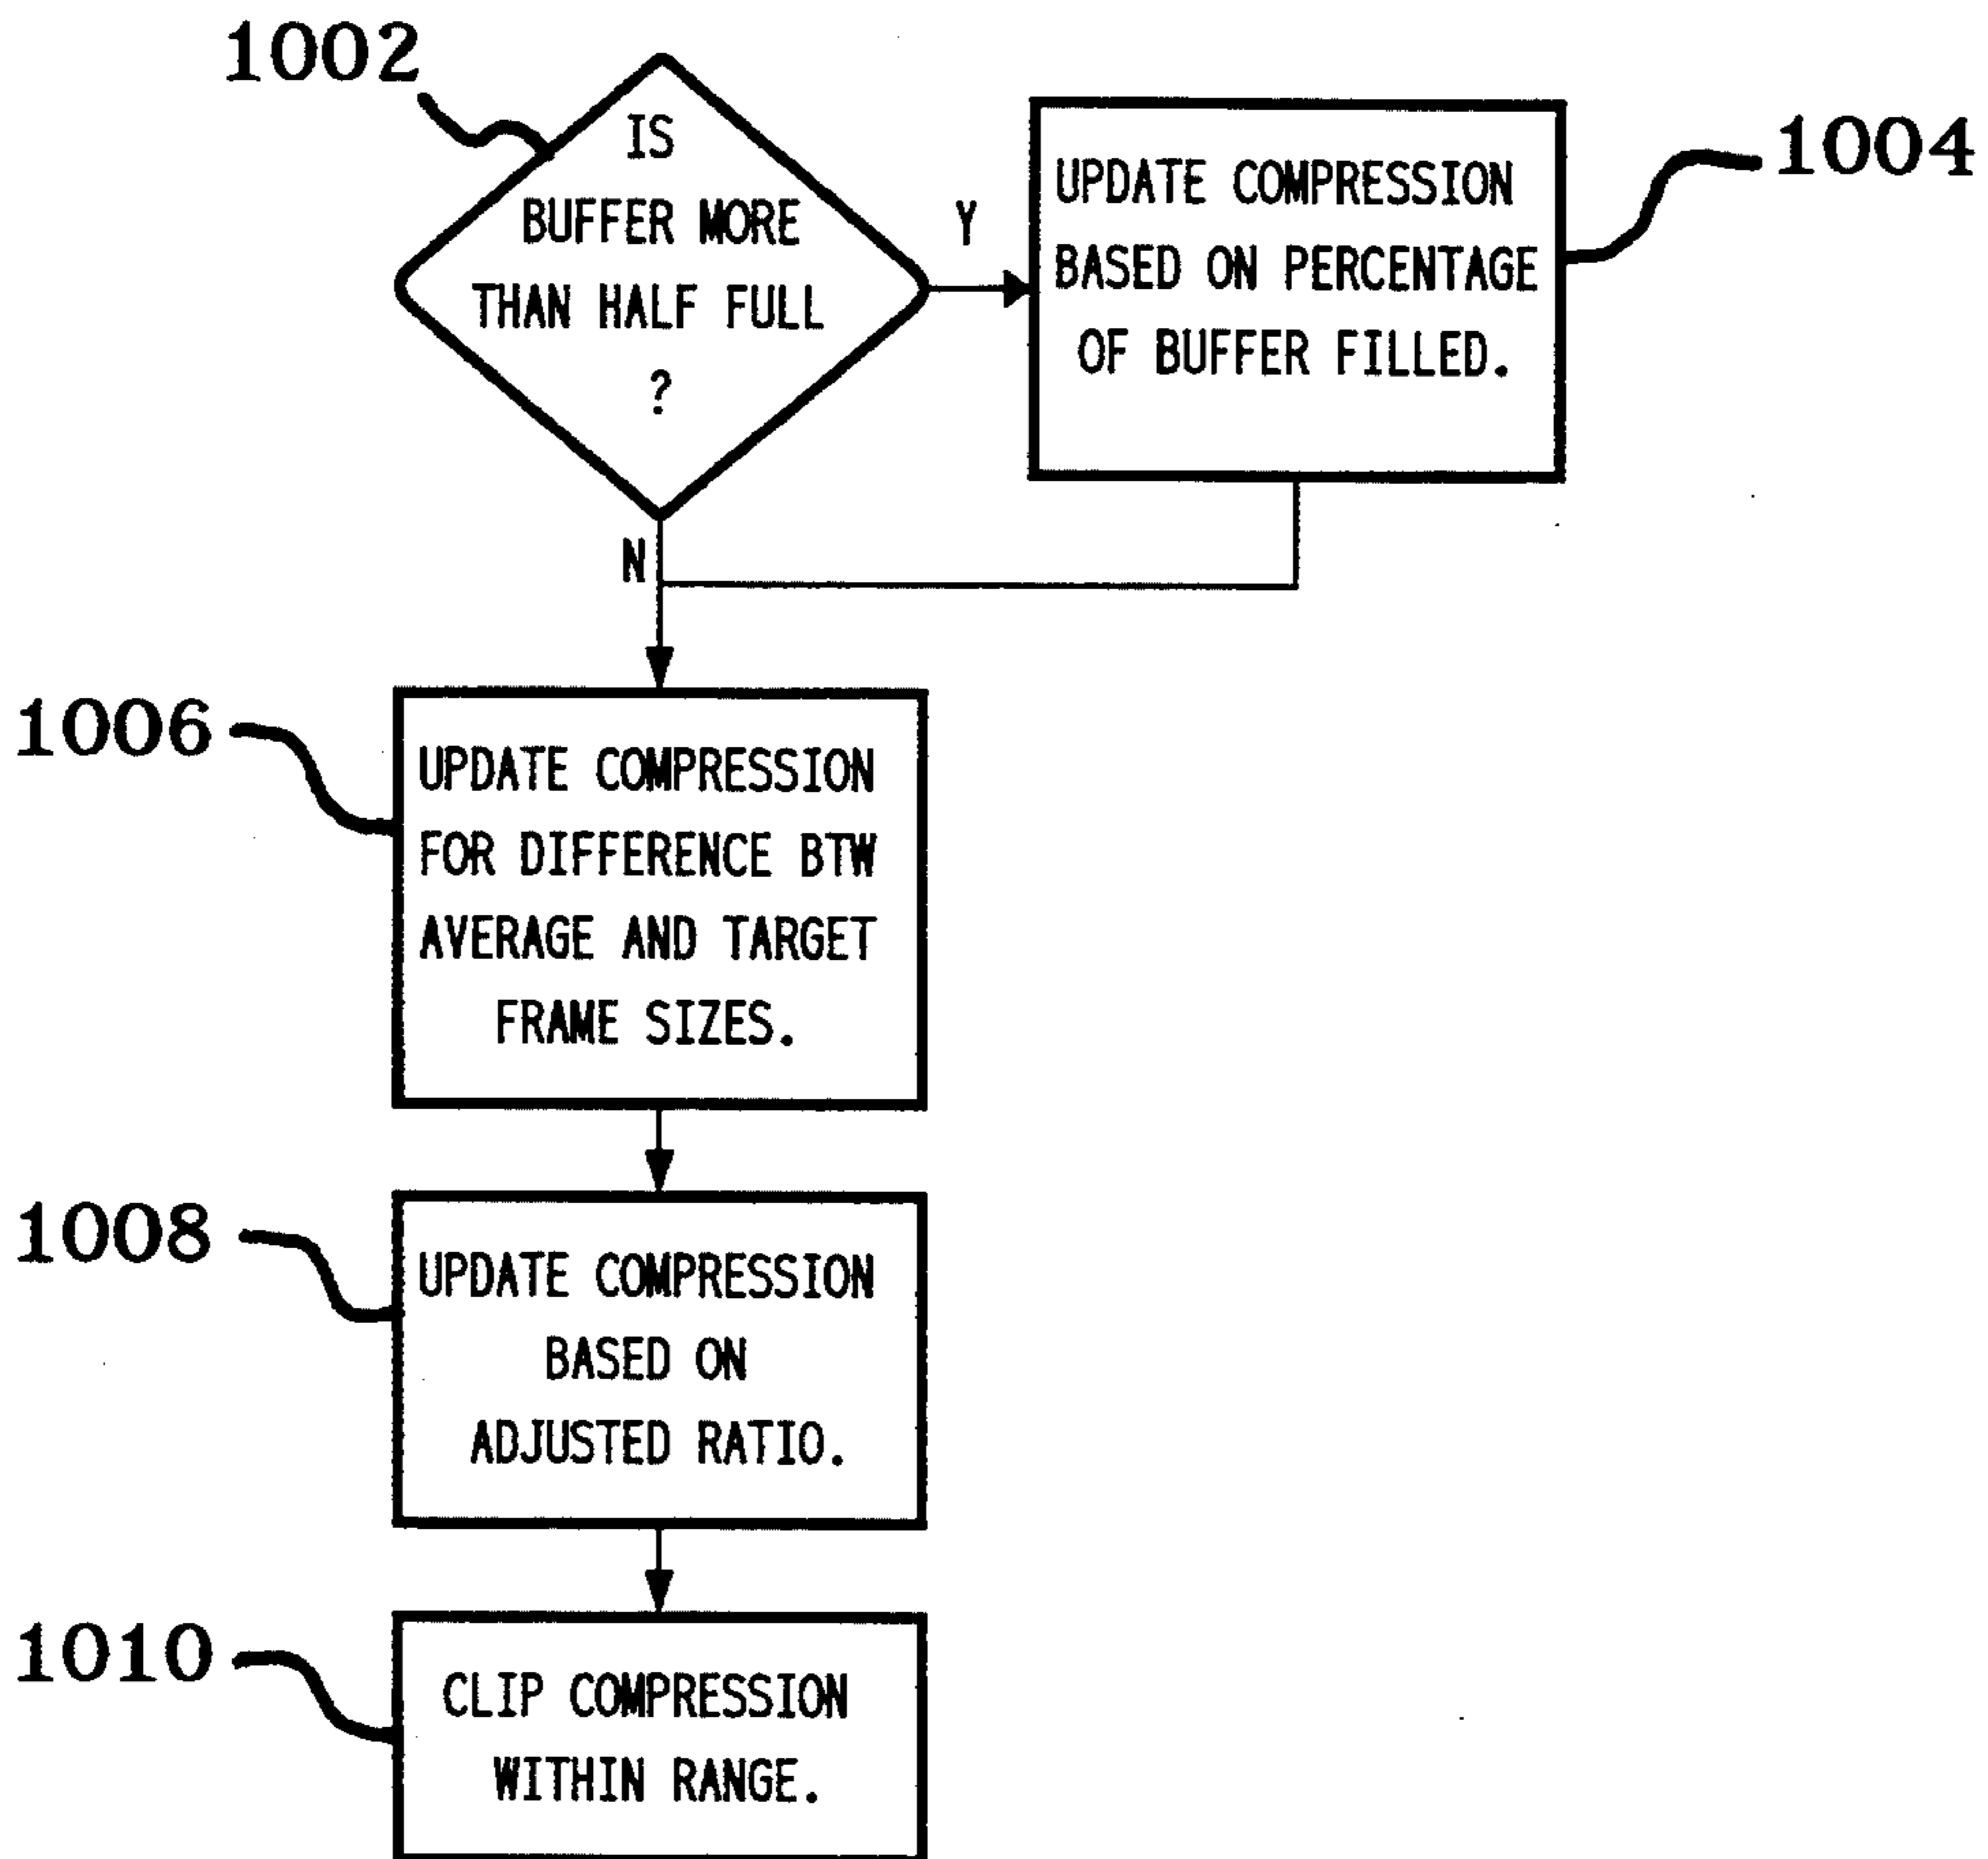 1002
IS
BUFFER MORE
THAN HALF FULL
?
Y
UPDATE COMPRESSION
BASED ON PERCENTAGE
OF BUFFER FILLED.
1004
N
1006
UPDATE COMPRESSION
FOR DIFFERENCE BTW
AVERAGE AND TARGET
FRAME SIZES.
1008
UPDATE COMPRESSION
BASED ON
ADJUSTED RATIO.
1010
CLIP COMPRESSION
WITHIN RANGE.